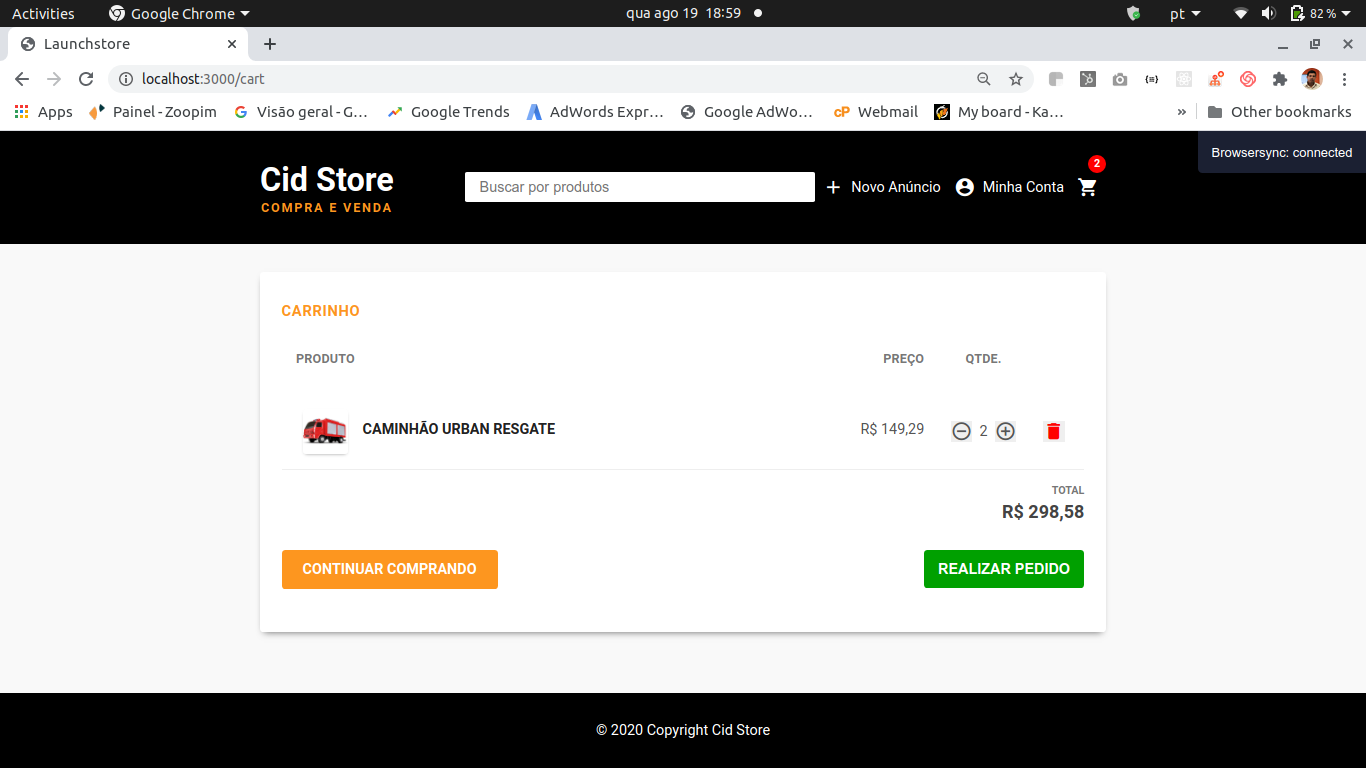 Activities Google Chrome qua ago 19 18:59 pt 82 %
Launchstore
localhost:3000/cart
Apps Painel - Zoopim Visão geral - G… Google Trends AdWords Expr… Google AdWo… cP Webmail My board - Ka… » Other bookmarks
Browsersync: connected
2
Cid Store
COMPRA E VENDA
Buscar por produtos
Novo Anúncio Minha Conta
CARRINHO
PRODUTO PREÇO QTDE.
CAMINHÃO URBAN RESGATE R$ 149,29 2
TOTAL
R$ 298,58
CONTINUAR COMPRANDO REALIZAR PEDIDO
© 2020 Copyright Cid Store